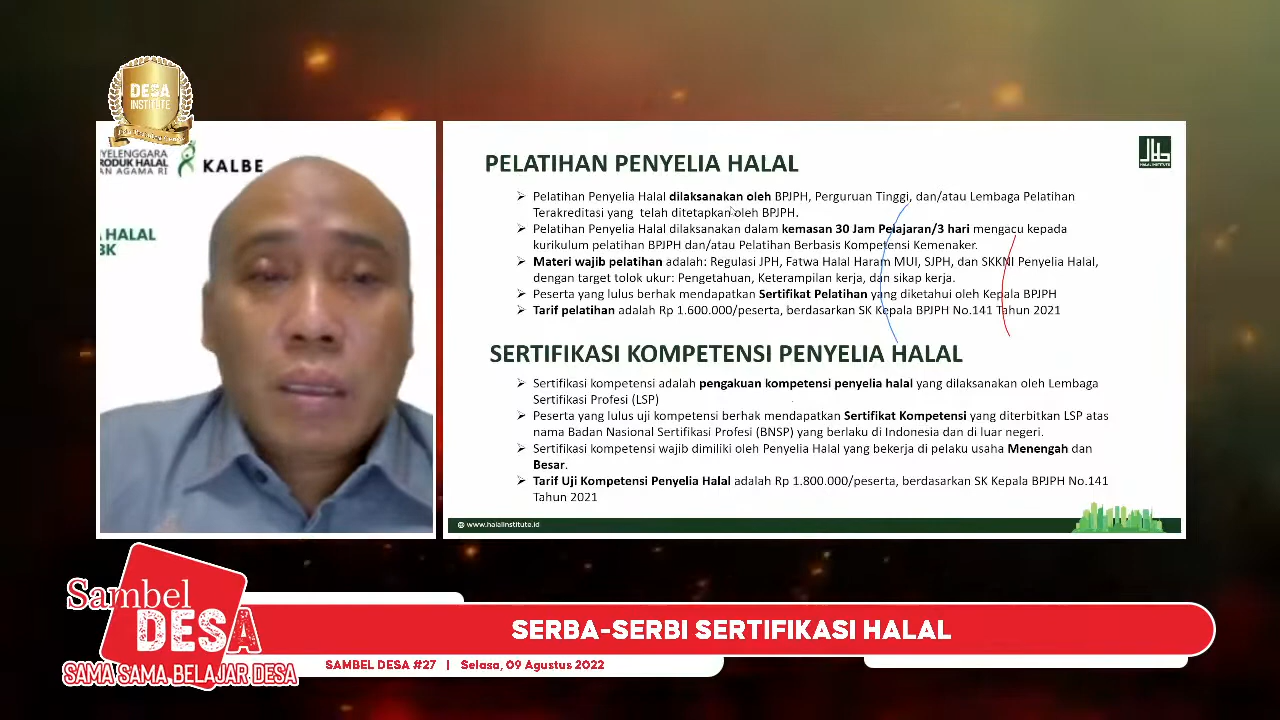 DESA
INSTITUTE
YELENGGARA
RODUK HALAL
AN AGAMA RI
KALBE
HALAL
BK
PELATIHAN PENYELIA HALAL
HALAL INSTITUTE
➢ Pelatihan Penyelia Halal dilaksanakan oleh BPJPH, Perguruan Tinggi, dan/atau Lembaga Pelatihan
Terakreditasi yang telah ditetapkan oleh BPJPH.
➢ Pelatihan Penyelia Halal dilaksanakan dalam kemasan 30 Jam Pelajaran/3 hari mengacu kepada
kurikulum pelatihan BPJPH dan/atau Pelatihan Berbasis Kompetensi Kemenaker.
➢ Materi wajib pelatihan adalah: Regulasi JPH, Fatwa Halal Haram MUI, SJPH, dan SKKNI Penyelia Halal,
dengan target tolok ukur: Pengetahuan, Keterampilan kerja, dan sikap kerja.
➢ Peserta yang lulus berhak mendapatkan Sertifikat Pelatihan yang diketahui oleh Kepala BPJPH
➢ Tarif pelatihan adalah Rp 1.600.000/peserta, berdasarkan SK Kepala BPJPH No.141 Tahun 2021
SERTIFIKASI KOMPETENSI PENYELIA HALAL
➢ Sertifikasi kompetensi adalah pengakuan kompetensi penyelia halal yang dilaksanakan oleh Lembaga
Sertifikasi Profesi (LSP)
➢ Peserta yang lulus uji kompetensi berhak mendapatkan Sertifikat Kompetensi yang diterbitkan LSP atas
nama Badan Nasional Sertifikasi Profesi (BNSP) yang berlaku di Indonesia dan di luar negeri.
➢ Sertifikasi kompetensi wajib dimiliki oleh Penyelia Halal yang bekerja di pelaku usaha Menengah dan
Besar.
➢ Tarif Uji Kompetensi Penyelia Halal adalah Rp 1.800.000/peserta, berdasarkan SK Kepala BPJPH No.141
Tahun 2021
www.halalinstitute.id
Sambel
DESA
SAMA SAMA BELAJAR DESA
SERBA-SERBI SERTIFIKASI HALAL
SAMBEL DESA #27 | Selasa, 09 Agustus 2022